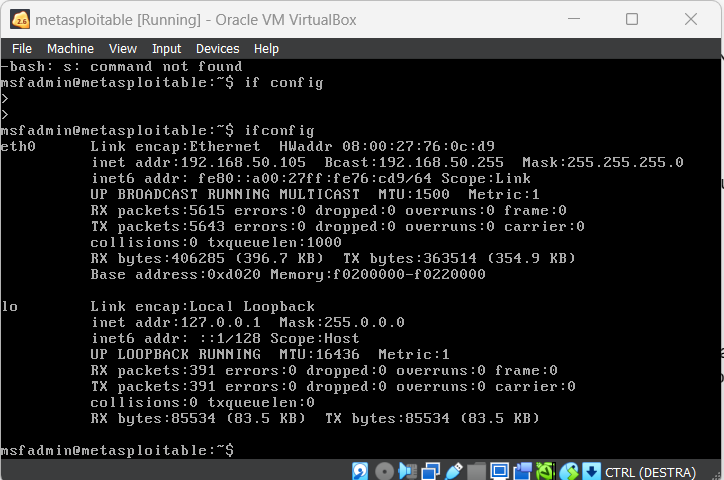 metasploitable [Running] - Oracle VM VirtualBox
File Machine View Input Devices Help
-bash: s: command not found
msfadmin@metasploitable:~$ if config
>
>
msfadmin@metasploitable:~$ ifconfig
eth0 Link encap:Ethernet HWaddr 08:00:27:76:0c:d9
inet addr:192.168.50.105 Bcast:192.168.50.255 Mask:255.255.255.0
inet6 addr: fe80::a00:27ff:fe76:cd9/64 Scope:Link
UP BROADCAST RUNNING MULTICAST MTU:1500 Metric:1
RX packets:5615 errors:0 dropped:0 overruns:0 frame:0
TX packets:5643 errors:0 dropped:0 overruns:0 carrier:0
collisions:0 txqueuelen:1000
RX bytes:406285 (396.7 KB) TX bytes:363514 (354.9 KB)
Base address:0xd020 Memory:f0200000-f0220000
lo Link encap:Local Loopback
inet addr:127.0.0.1 Mask:255.0.0.0
inet6 addr: ::1/128 Scope:Host
UP LOOPBACK RUNNING MTU:16436 Metric:1
RX packets:391 errors:0 dropped:0 overruns:0 frame:0
TX packets:391 errors:0 dropped:0 overruns:0 carrier:0
collisions:0 txqueuelen:0
RX bytes:85534 (83.5 KB) TX bytes:85534 (83.5 KB)
msfadmin@metasploitable:~$
CTRL (DESTRA)